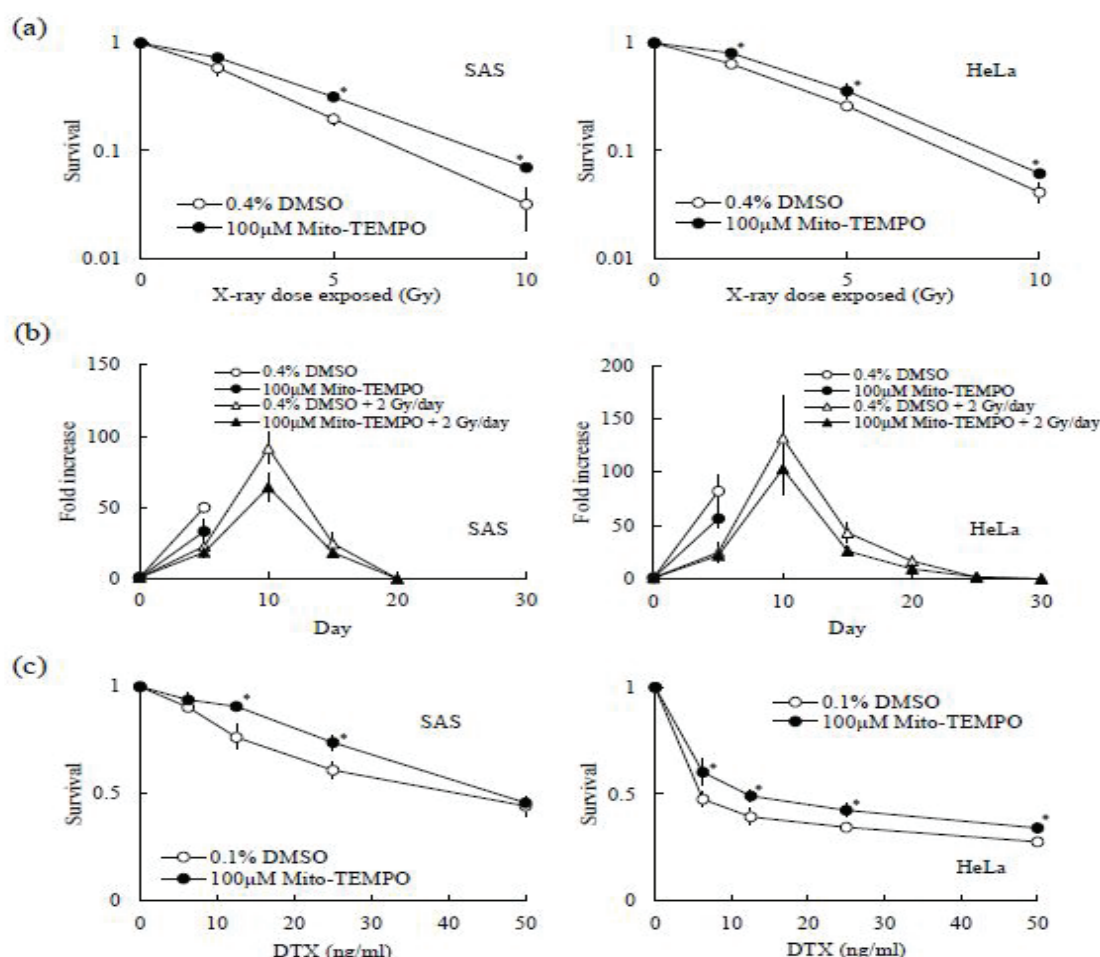 (a)
1
0.1
0.01
Survival
SAS
0.4% DMSO
100μM Mito-TEMPO
*
*
0
5
10
X-ray dose exposed (Gy)
1
0.1
0.01
Survival
HeLa
0.4% DMSO
100μM Mito-TEMPO
*
*
*
0
5
10
X-ray dose exposed (Gy)
(b)
150
100
50
0
Fold increase
0.4% DMSO
100μM Mito-TEMPO
0.4% DMSO + 2 Gy/day
100μM Mito-TEMPO + 2 Gy/day
SAS
0
10
20
30
Day
200
150
100
50
0
Fold increase
0.4% DMSO
100μM Mito-TEMPO
0.4% DMSO + 2 Gy/day
100μM Mito-TEMPO + 2 Gy/day
HeLa
0
10
20
30
Day
(c)
1
0.5
0
Survival
*
*
SAS
0.1% DMSO
100μM Mito-TEMPO
0
10
20
30
40
50
DTX (ng/ml)
1
0.5
0
Survival
0.1% DMSO
100μM Mito-TEMPO
*
*
*
*
HeLa
0
10
20
30
40
50
DTX (ng/ml)